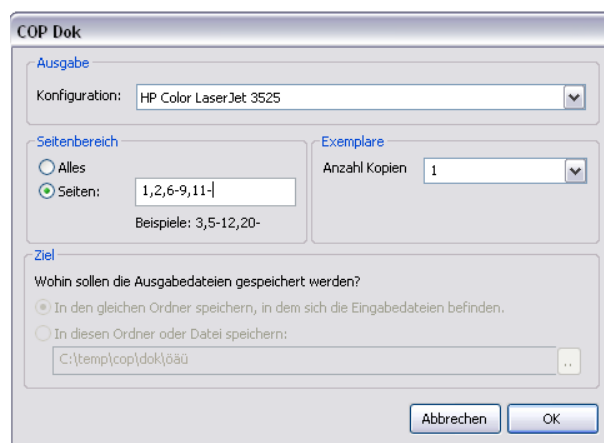 COP Dok
Ausgabe
Konfiguration: HP Color LaserJet 3525
Seitenbereich
Alles
Seiten: 1,2,6-9,11-
Beispiele: 3,5-12,20-
Exemplare
Anzahl Kopien 1
Ziel
Wohin sollen die Ausgabedateien gespeichert werden?
In den gleichen Ordner speichern, in dem sich die Eingabedateien befinden.
In diesen Ordner oder Datei speichern:
C:\temp\cop\dok\öäü ..
Abbrechen OK